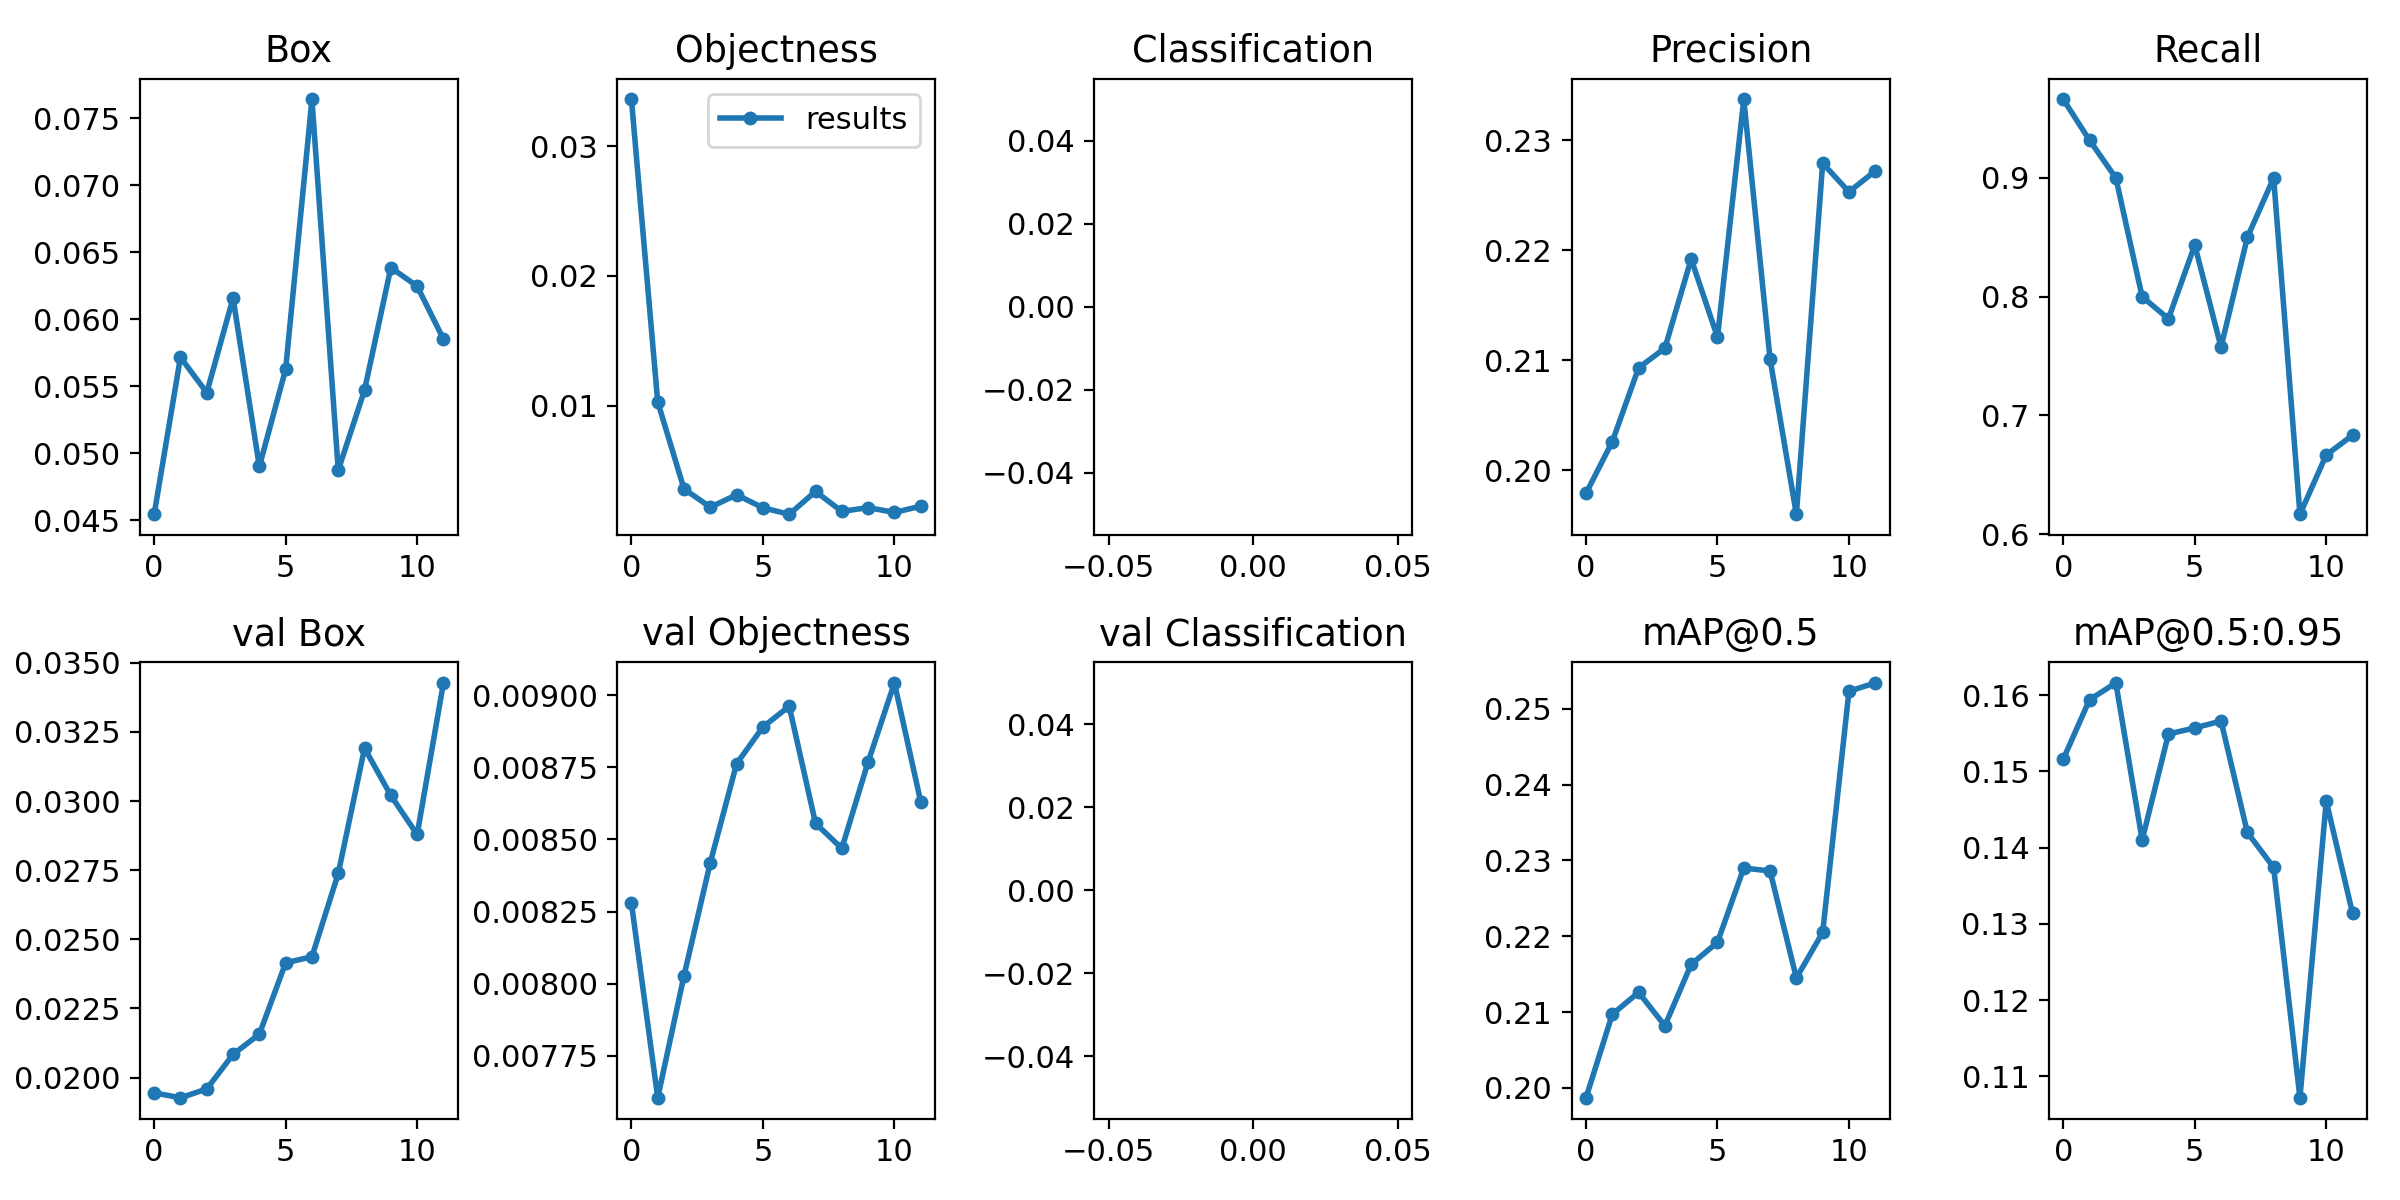 Box
Objectness
Classification
Precision
Recall
0.075
0.070
0.065
0.060
0.055
0.050
0.045
0 5 10
results
0.03
0.02
0.01
0 5 10
0.04
0.02
0.00
−0.02
−0.04
−0.05 0.00 0.05
0.23
0.22
0.21
0.20
0 5 10
0.9
0.8
0.7
0.6
0 5 10
val Box
val Objectness
val Classification
mAP@0.5
mAP@0.5:0.95
0.0350
0.0325
0.0300
0.0275
0.0250
0.0225
0.0200
0 5 10
0.00900
0.00875
0.00850
0.00825
0.00800
0.00775
0 5 10
0.04
0.02
0.00
−0.02
−0.04
−0.05 0.00 0.05
0.25
0.24
0.23
0.22
0.21
0.20
0 5 10
0.16
0.15
0.14
0.13
0.12
0.11
0 5 10